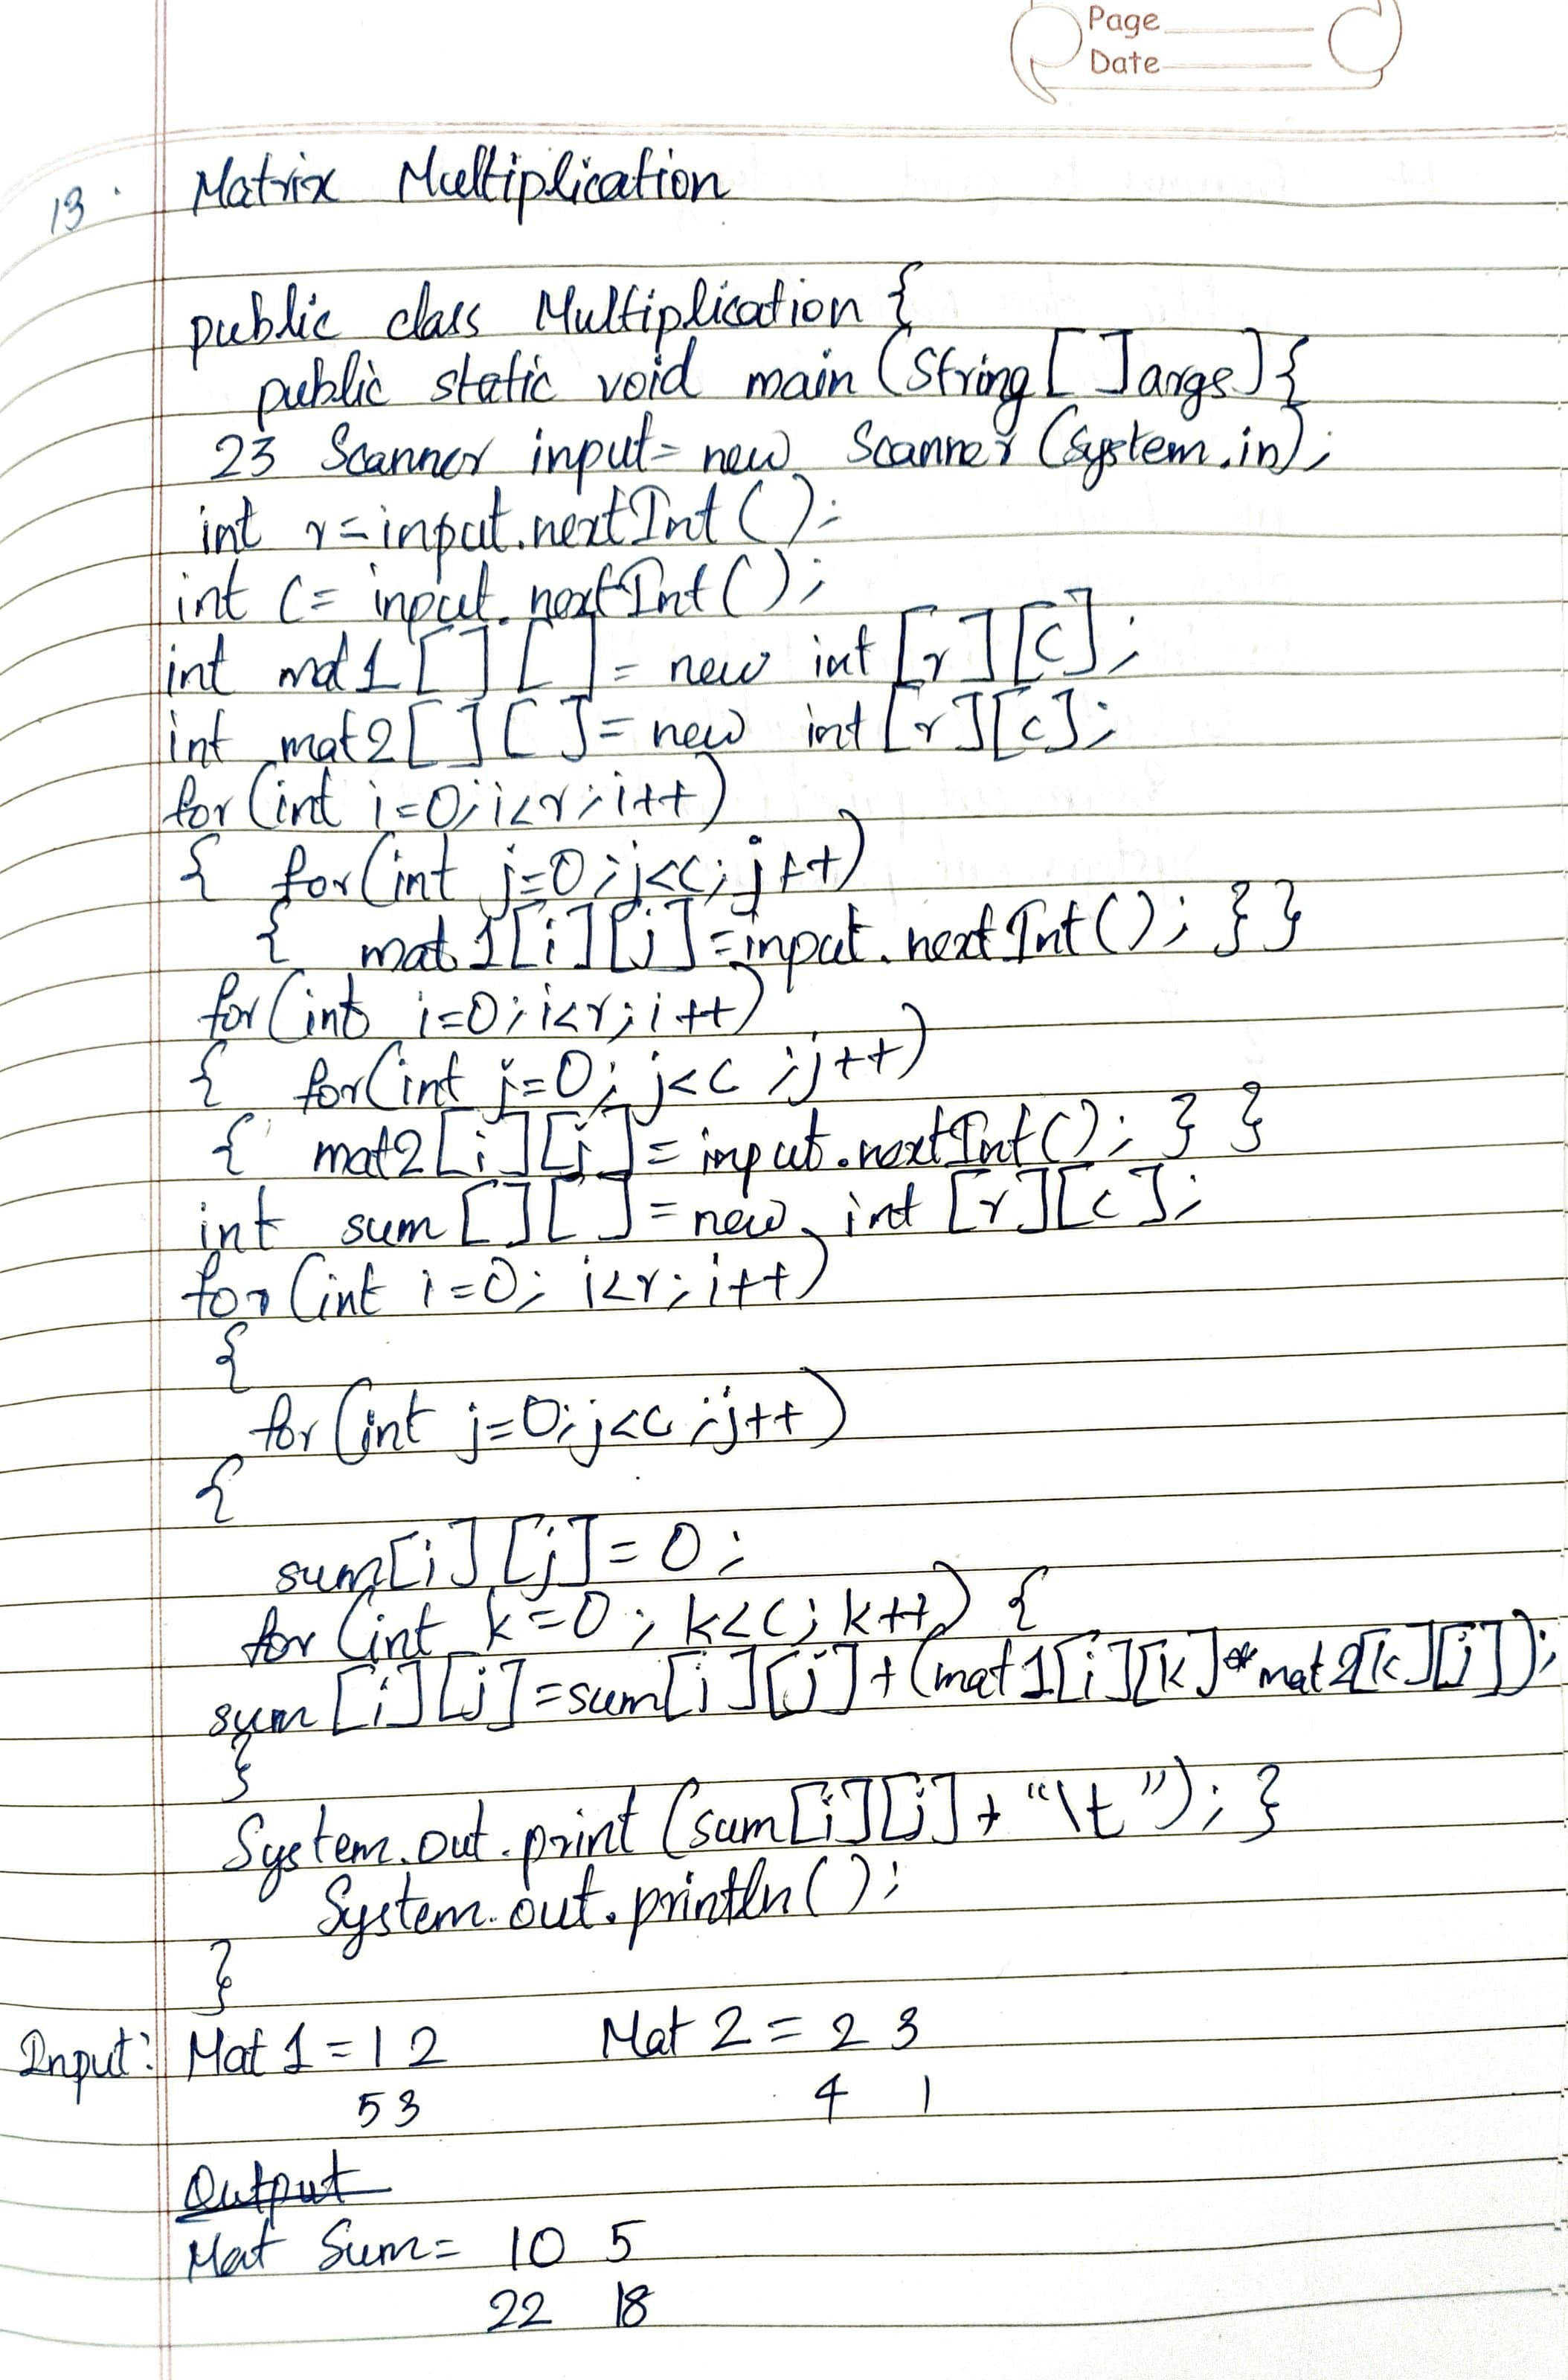 Page
Date
13. Matrix Multiplication
public class Multiplication {
public static void main (String [ ] args) {
23 Scanner input = new Scanner (System.in);
int r = input.nextInt ( );
int c = input.nextInt ( );
int mat1 [ ] [ ] = new int [r] [c];
int mat2 [ ] [ ] = new int [r] [c];
for (int i=0; i<r; i++)
{ for (int j=0; j<c; j++)
{ mat1[i][j] = input.nextInt(); } }
for (int i=0; i<r; i++)
{ for (int j=0; j<c; j++)
{ mat2[i][j] = input.nextInt(); } }
int sum [ ] [ ] = new int [r][c];
for (int i=0; i<r; i++)
{
for (int j=0; j<c; j++)
{
sum[i][j] = 0;
for (int k=0; k<c; k++) {
sum [i][j] = sum[i][j] + (mat1[i][k] * mat2[k][j]);
}
System.out.print (sum[i][j] + "\t"); }
System.out.println();
}
Input: Mat 1 = 1 2 Mat 2 = 2 3
5 3 4 1
Output
Mat Sum = 10 5
22 18